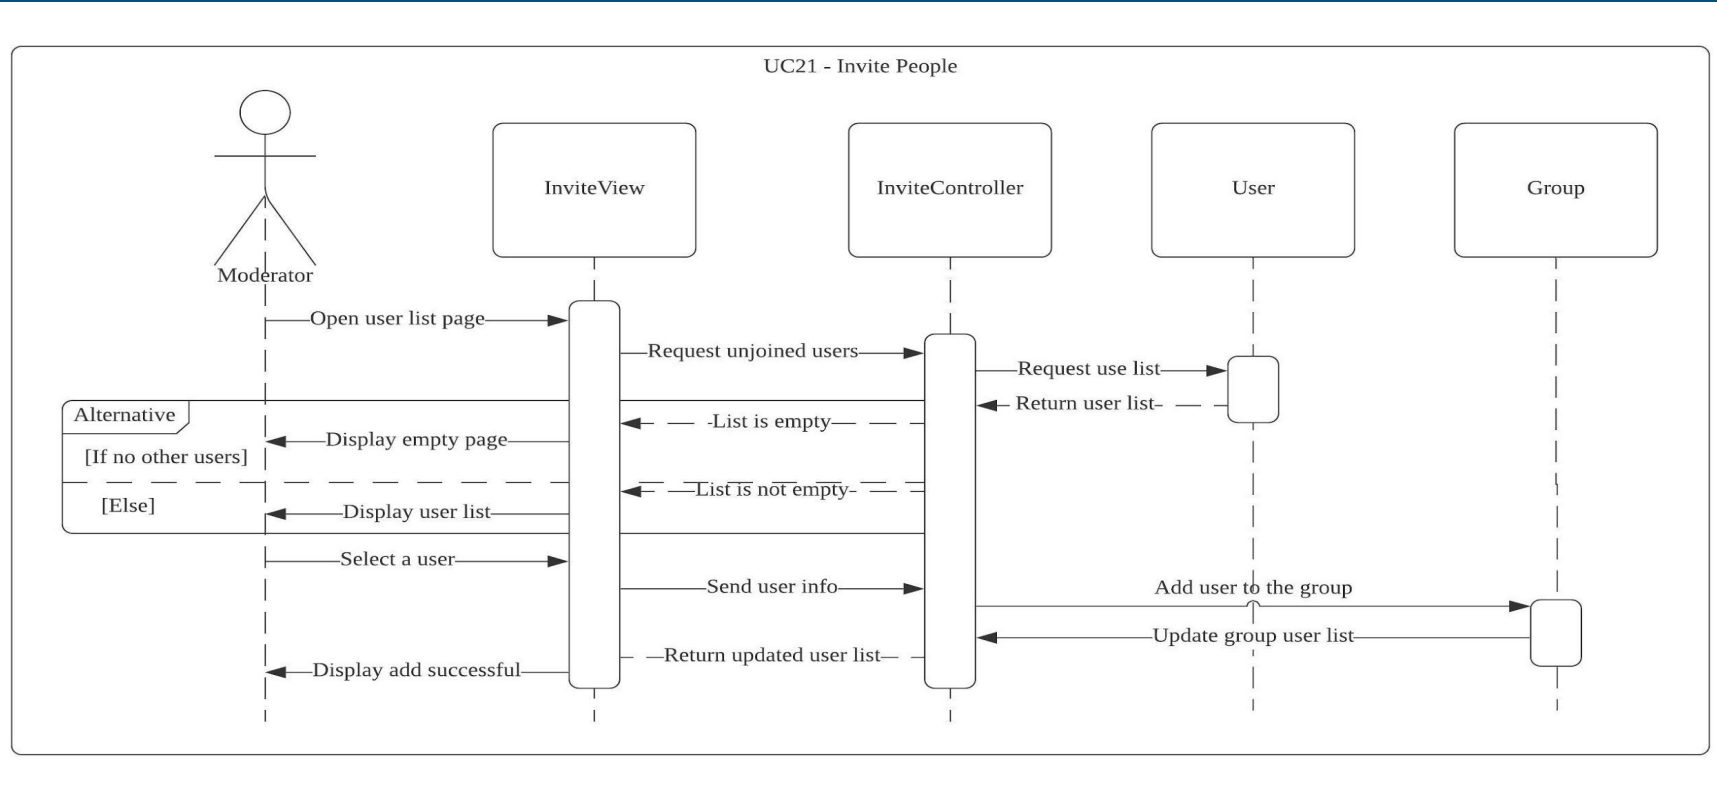 UC21 - Invite People
Moderator
InviteView
InviteController
User
Group
Open user list page
Request unjoined users
Request use list
Return user list
Alternative
List is empty
Display empty page
[If no other users]
List is not empty
[Else]
Display user list
Select a user
Send user info
Add user to the group
Update group user list
Return updated user list
Display add successful